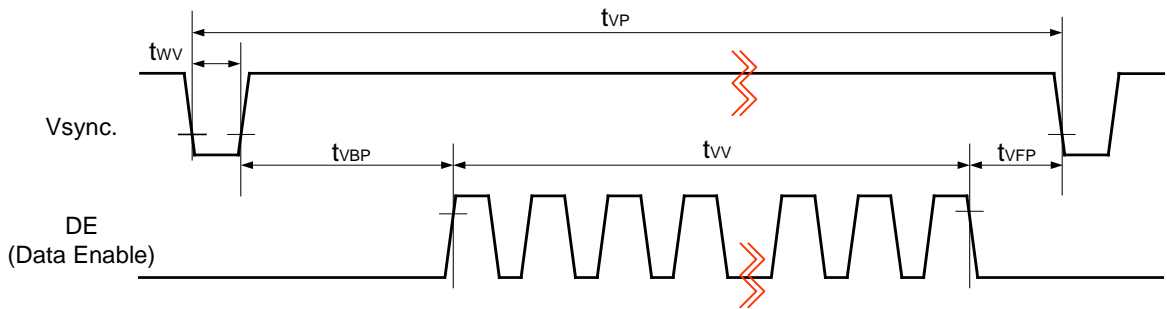 tVP
tWV
Vsync.
tVBP
tVV
tVFP
DE
(Data Enable)